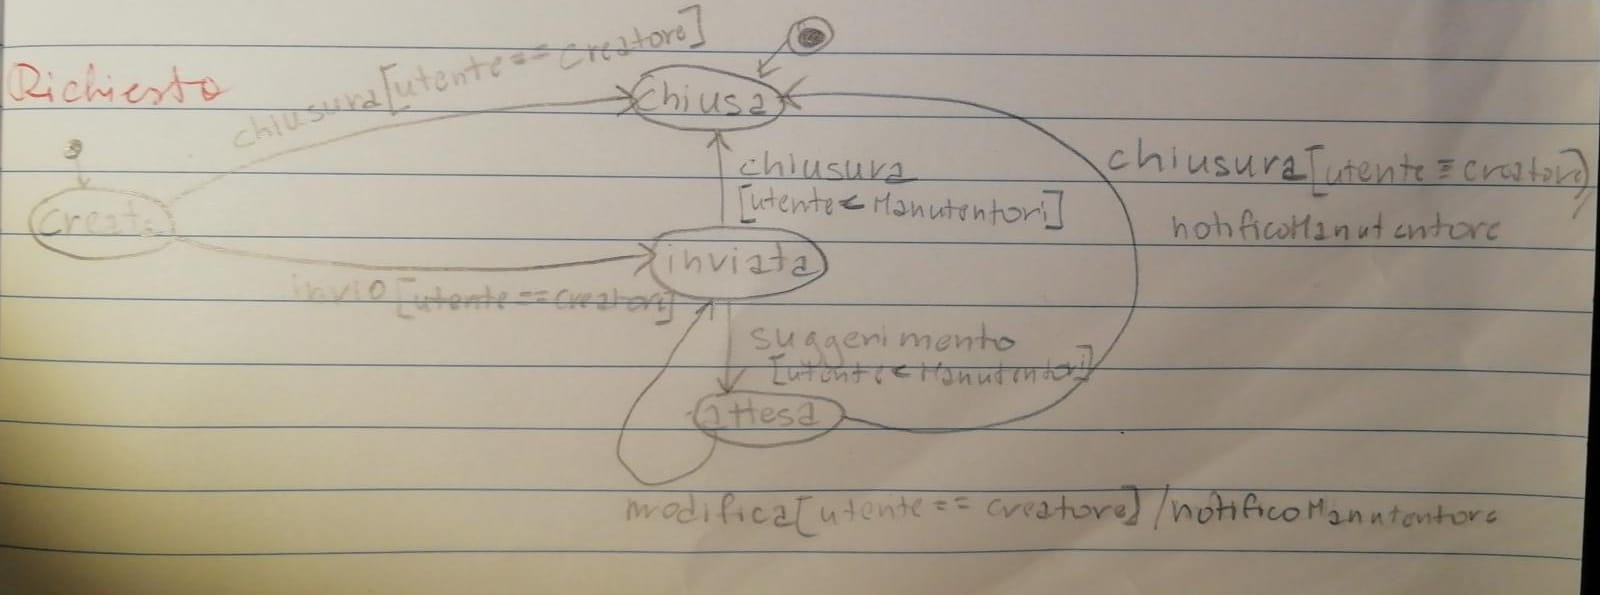 Richiesta
chiusura[utente==Creatore]
chiusa
creata
chiusura
[utente∈Manutentori]
chiusura[utente=creatore]/
notificoManutentore
inviata
invio[utente==creatore]
suggerimento
[utente∈Manutentori]
attesa
modifica[utente==creatore]/notificoManutentore